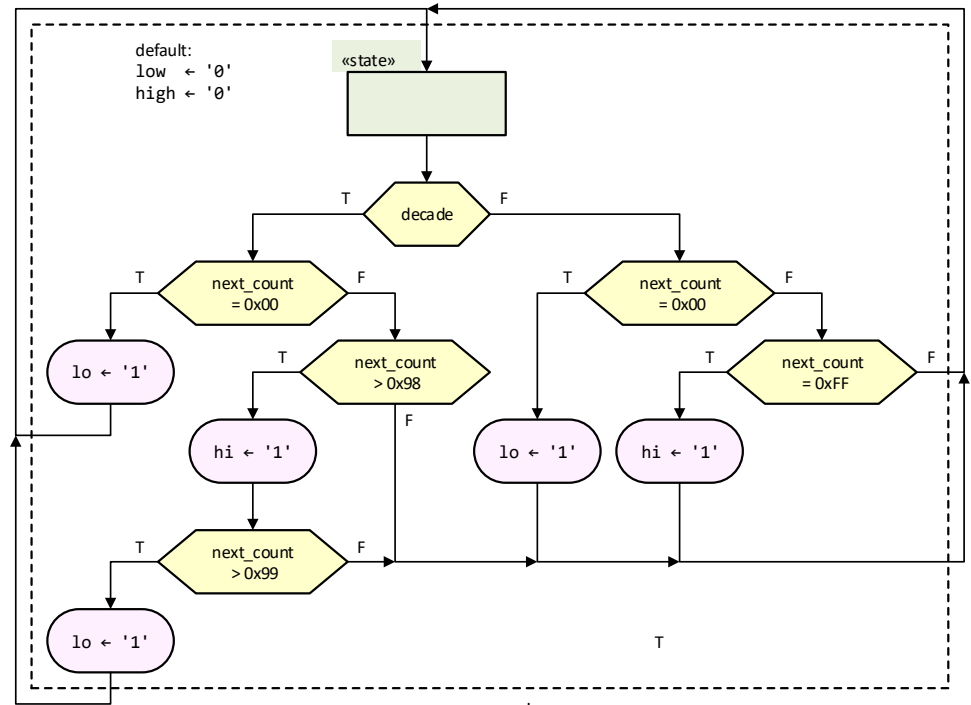 default:
low ← '0'
high ← '0'
«state»
T
F
decade
T
next_count
= 0x00
F
T
next_count
= 0x00
F
lo ← '1'
T
next_count
> 0x98
F
T
next_count
= 0xFF
F
hi ← '1'
lo ← '1'
hi ← '1'
T
next_count
> 0x99
F
lo ← '1'
T